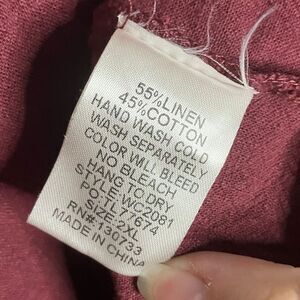 55%LINEN
45%COTTON
HAND WASH COLD
WASH SEPARATELY
COLOR WILL BLEED
NO BLEACH
HANG TO DRY
STYLE: WC2081
PO: TL77674
SIZE: 2XL
RN#130733
MADE IN CHINA